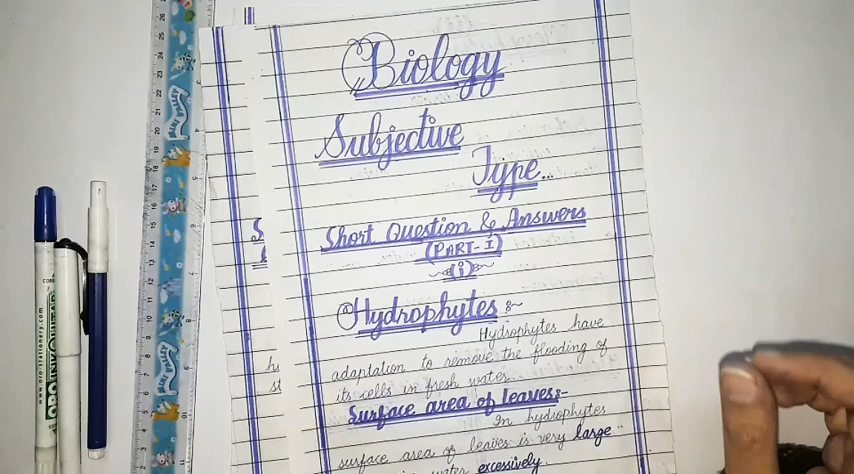 Biology
Subjective
Type...
Short Question & Answers
(PART-I)
(i)
Hydrophytes :~
Hydrophytes have
adaptation to remove the flooding of
its cells in fresh water.
Surface area of leaves:-
In hydrophytes
surface area of leaves is very large
water excessively.